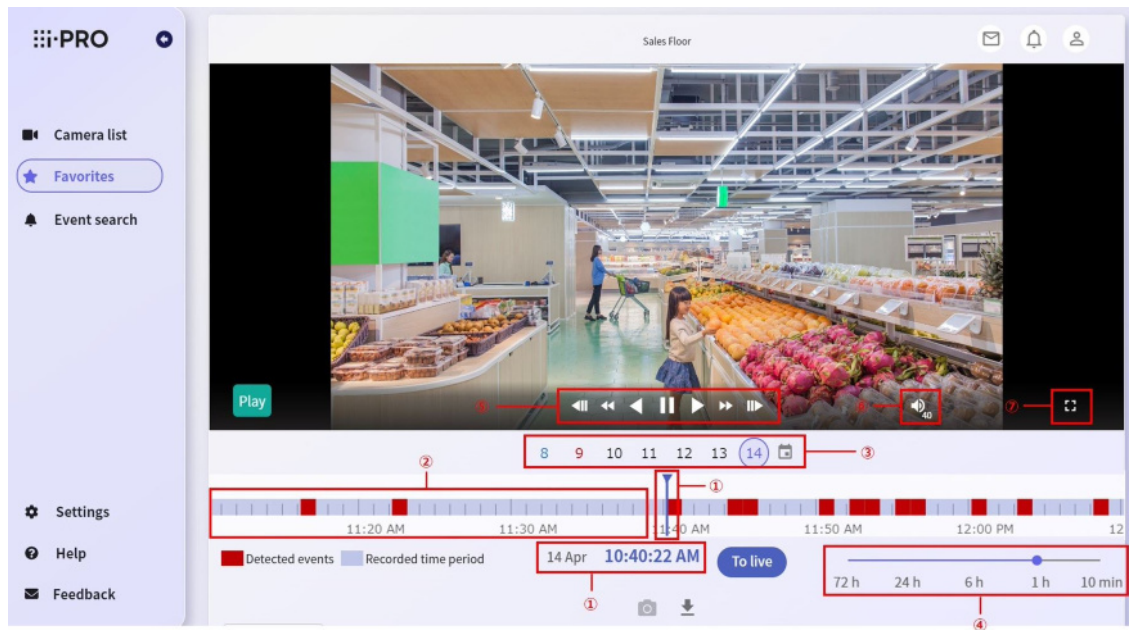 i-PRO
Sales Floor
Camera list
Favorites
Event search
Play
⑤
⑥
40
⑦
8 9 10 11 12 13 14
③
②
①
11:20 AM 11:30 AM 11:40 AM 11:50 AM 12:00 PM 12
Detected events Recorded time period
14 Apr 10:40:22 AM
To live
72 h 24 h 6 h 1 h 10 min
①
④
Settings
Help
Feedback